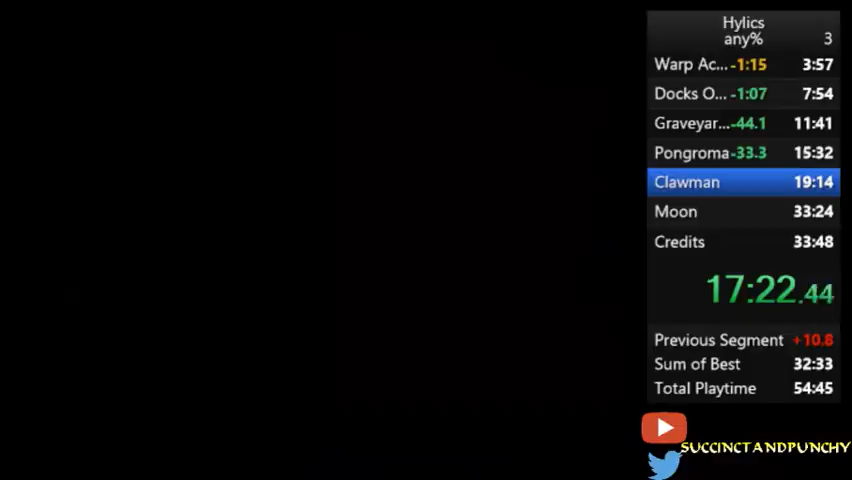 Hylics
any% 3
Warp Ac... -1:15 3:57
Docks O... -1:07 7:54
Graveyar... -44.1 11:41
Pongroma -33.3 15:32
Clawman 19:14
Moon 33:24
Credits 33:48
17:22.44
Previous Segment +10.8
Sum of Best 32:33
Total Playtime 54:45
SUCCINCTANDPUNCHY